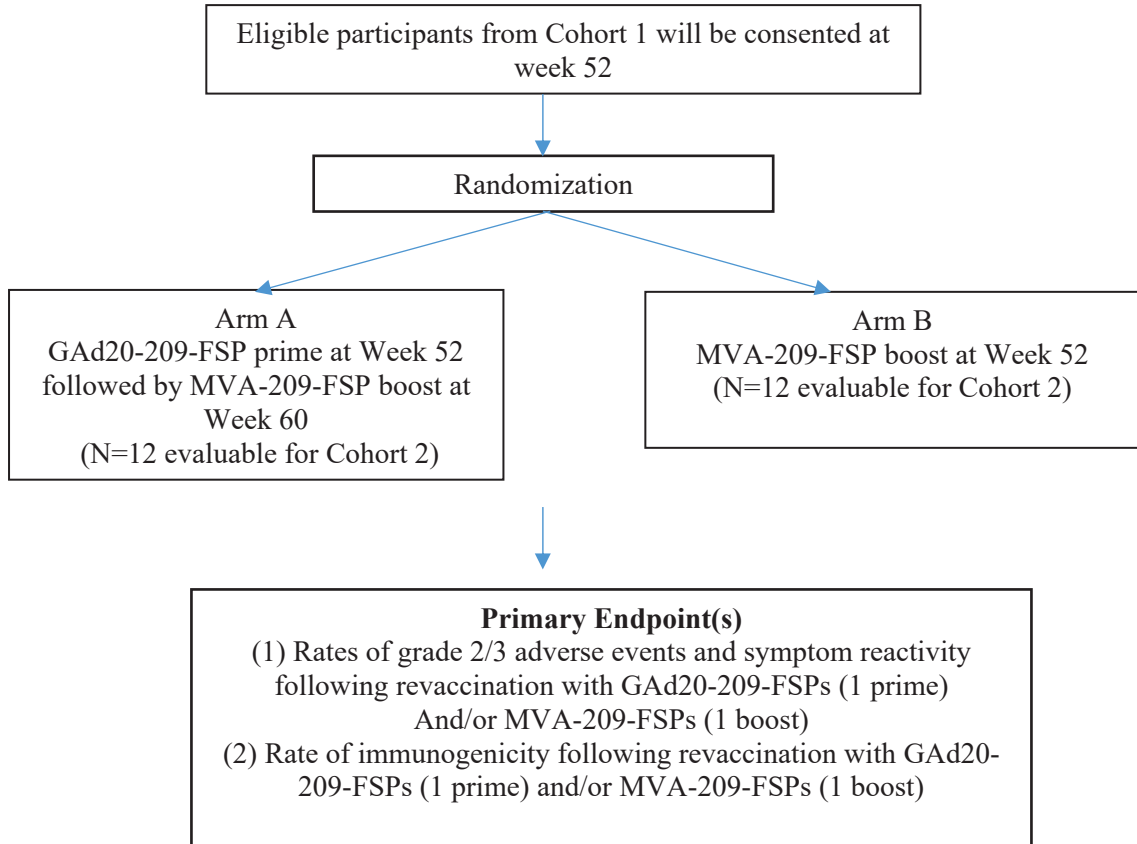 Eligible participants from Cohort 1 will be consented at
week 52
Randomization
Arm A
GAd20-209-FSP prime at Week 52
followed by MVA-209-FSP boost at
Week 60
(N=12 evaluable for Cohort 2)
Arm B
MVA-209-FSP boost at Week 52
(N=12 evaluable for Cohort 2)
Primary Endpoint(s)
(1) Rates of grade 2/3 adverse events and symptom reactivity
following revaccination with GAd20-209-FSPs (1 prime)
And/or MVA-209-FSPs (1 boost)
(2) Rate of immunogenicity following revaccination with GAd20-
209-FSPs (1 prime) and/or MVA-209-FSPs (1 boost)